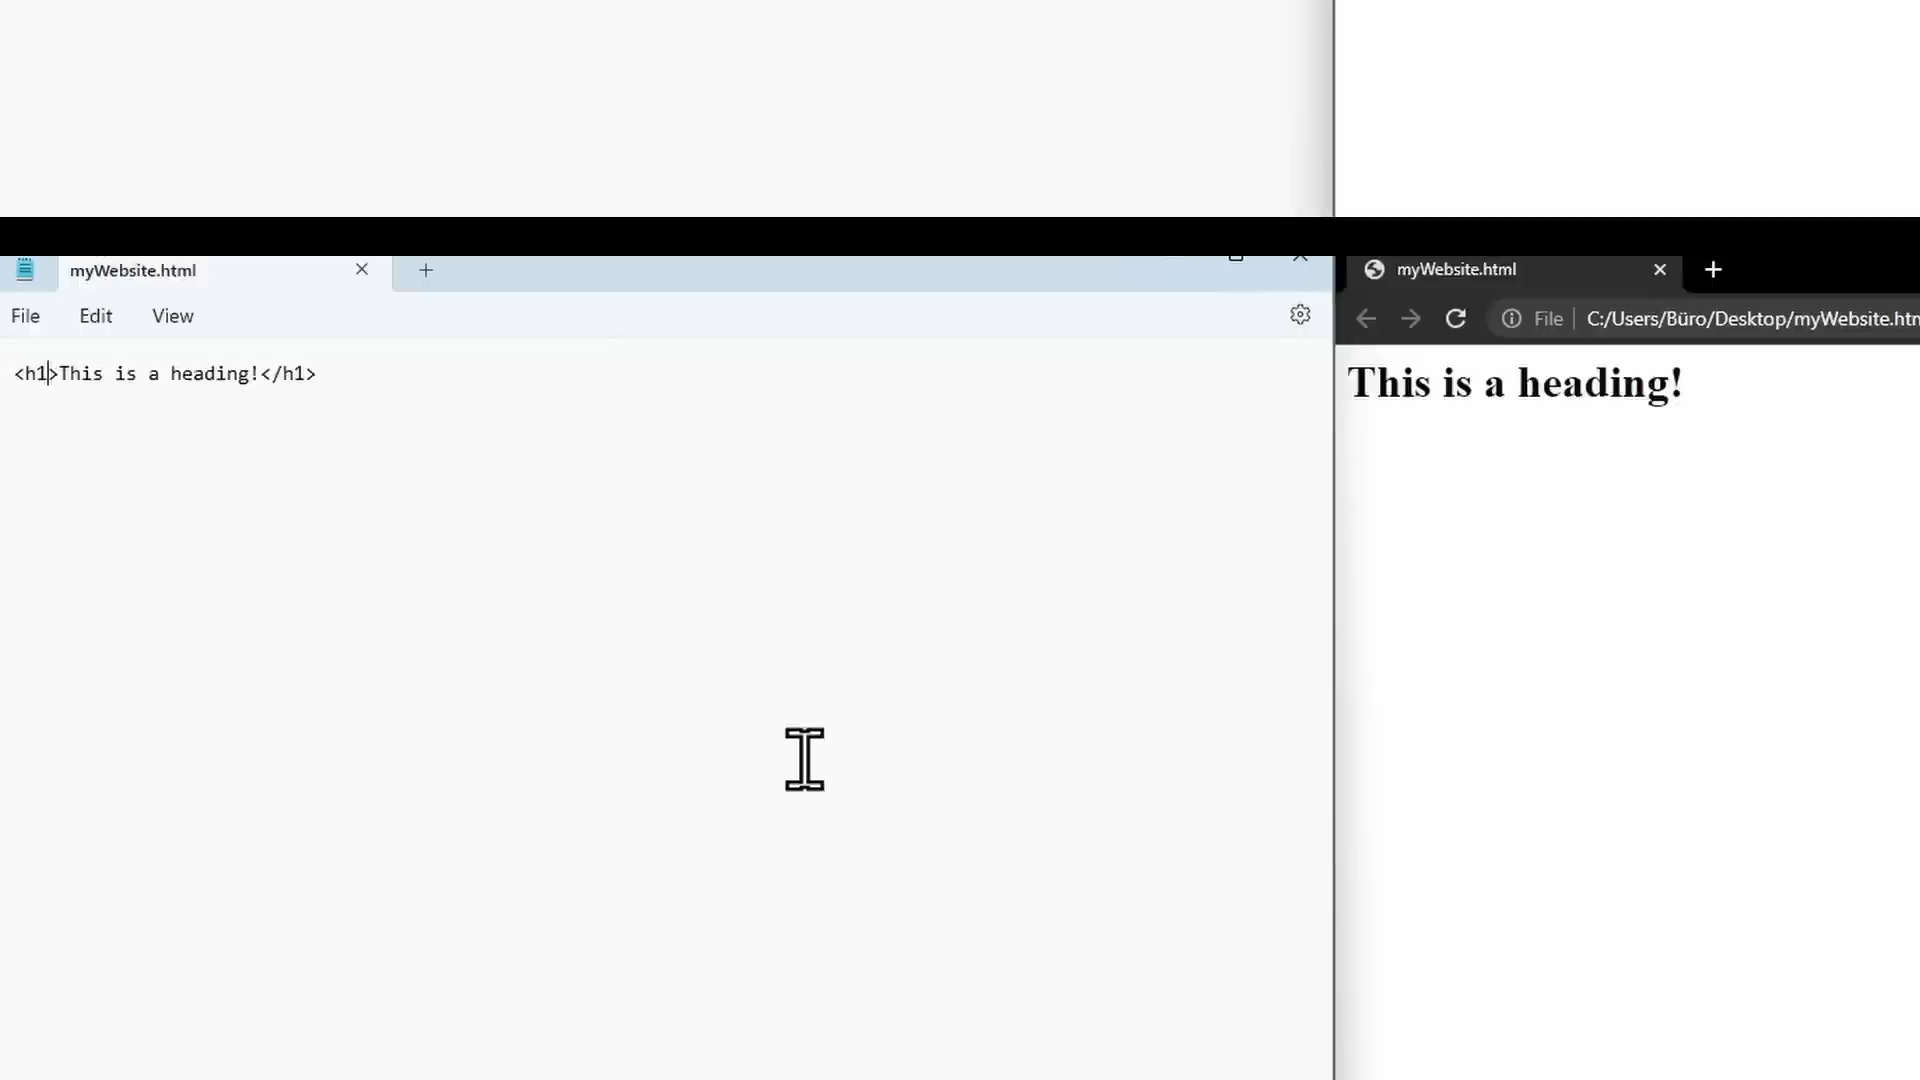 myWebsite.html
File Edit View
<h1>This is a heading!</h1>
myWebsite.html
File C:/Users/Büro/Desktop/myWebsite.htm
This is a heading!